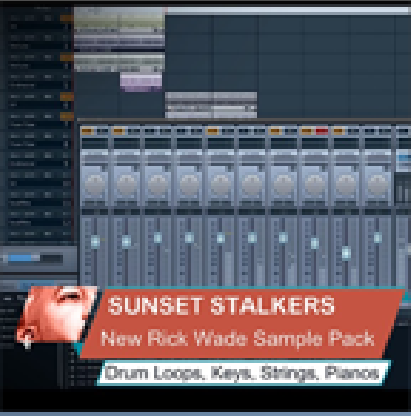 SUNSET STALKERS
New Rick Wade Sample Pack
Drum Loops, Keys, Strings, Pianos